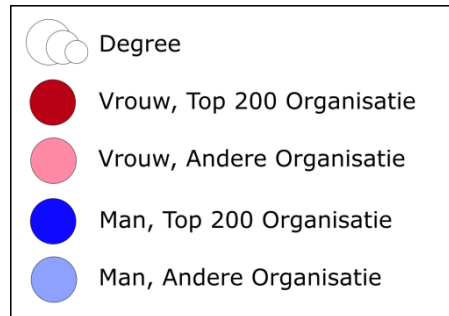 Degree
Vrouw, Top 200 Organisatie
Vrouw, Andere Organisatie
Man, Top 200 Organisatie
Man, Andere Organisatie